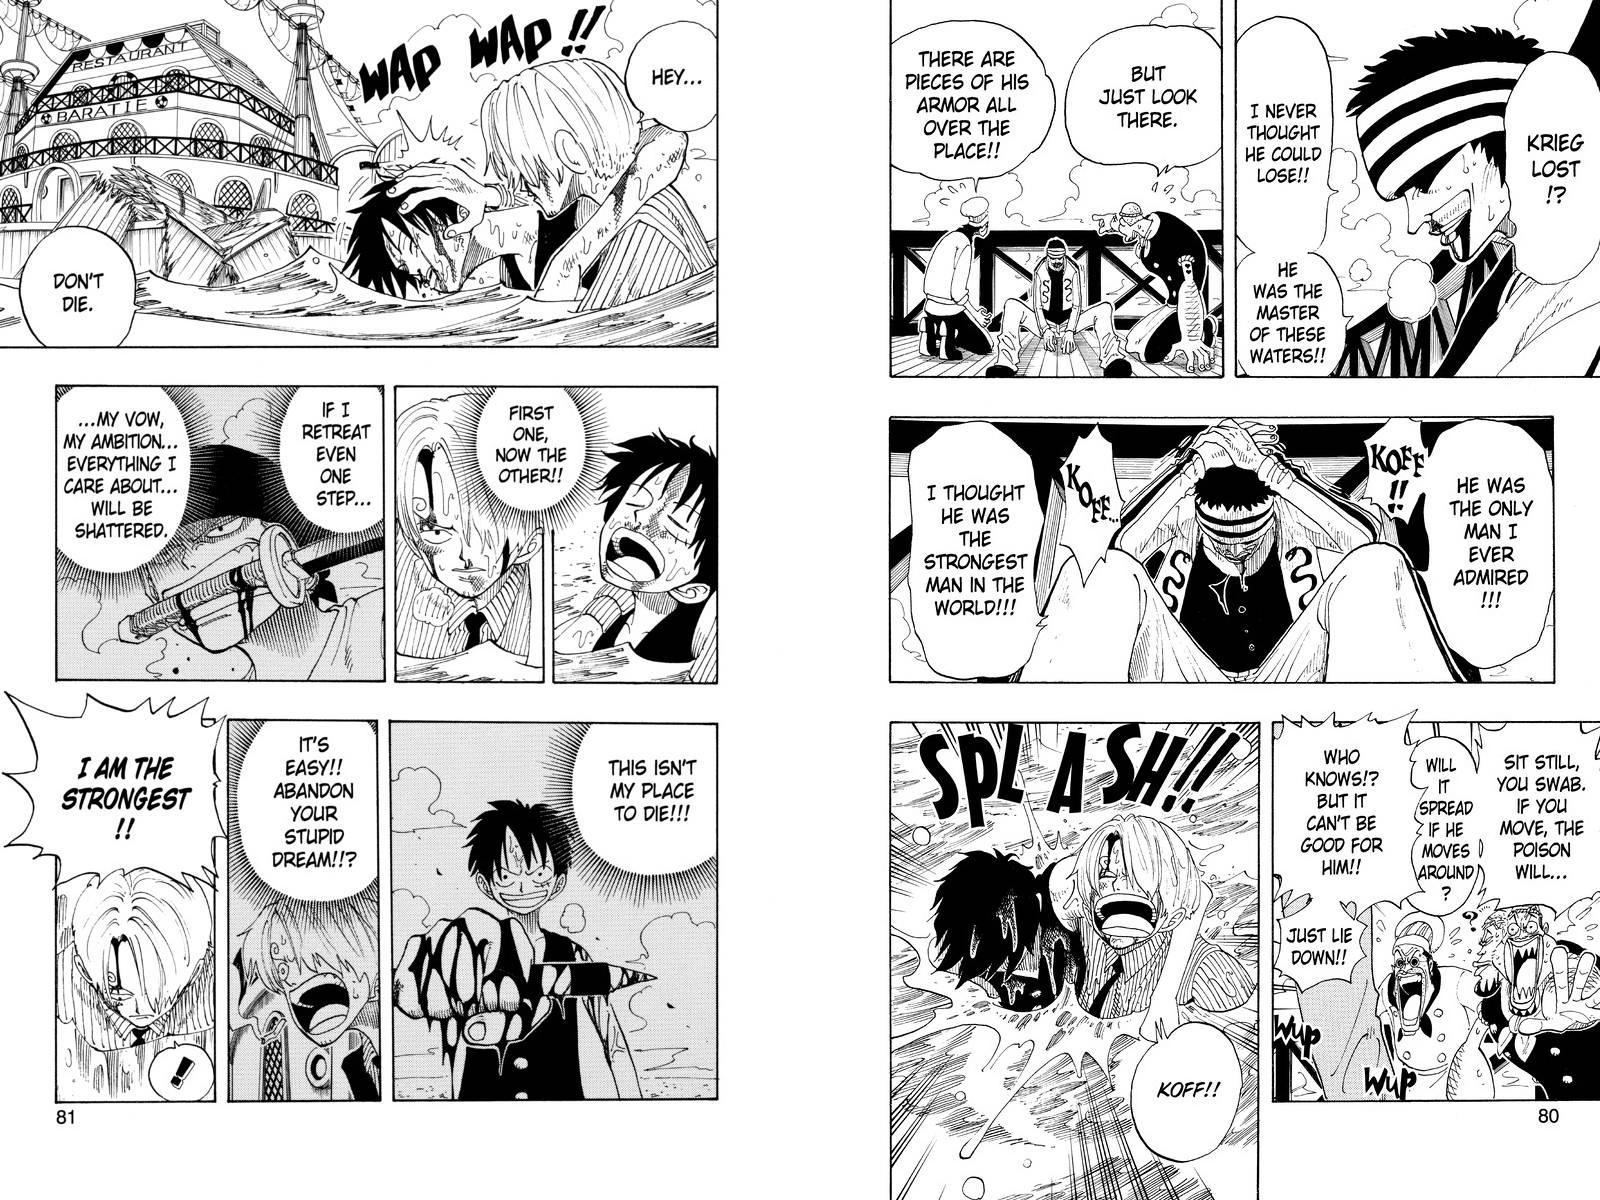 KRIEG
LOST
!?
I NEVER
THOUGHT
HE COULD
LOSE!!
HE
WAS THE
MASTER
OF THESE
WATERS!!
BUT
JUST LOOK
THERE.
THERE ARE
PIECES OF HIS
ARMOR ALL
OVER THE
PLACE!!
HE WAS
THE ONLY
MAN I
EVER
ADMIRED
!!!
KOFF
!!
KOFF...
I THOUGHT
HE WAS
THE
STRONGEST
MAN IN THE
WORLD!!!
SIT STILL,
YOU SWAB.
IF YOU
MOVE, THE
POISON
WILL...
WILL
IT
SPREAD
IF HE
MOVES
AROUND
?
?
WHO
KNOWS!?
BUT IT
CAN'T BE
GOOD FOR
HIM!!
JUST LIE
DOWN!!
WUP
WUP
SPLASH!!
KOFF!!
80
HEY...
WAP WAP!!
RESTAURANT
BARATIE
DON'T
DIE.
FIRST
ONE,
NOW THE
OTHER!!
IF I
RETREAT
EVEN
ONE
STEP...
...MY VOW,
MY AMBITION...
EVERYTHING I
CARE ABOUT...
WILL BE
SHATTERED.
THIS ISN'T
MY PLACE
TO DIE!!!
IT'S
EASY!!
ABANDON
YOUR
STUPID
DREAM!!?
I AM THE
STRONGEST
!!
!
81